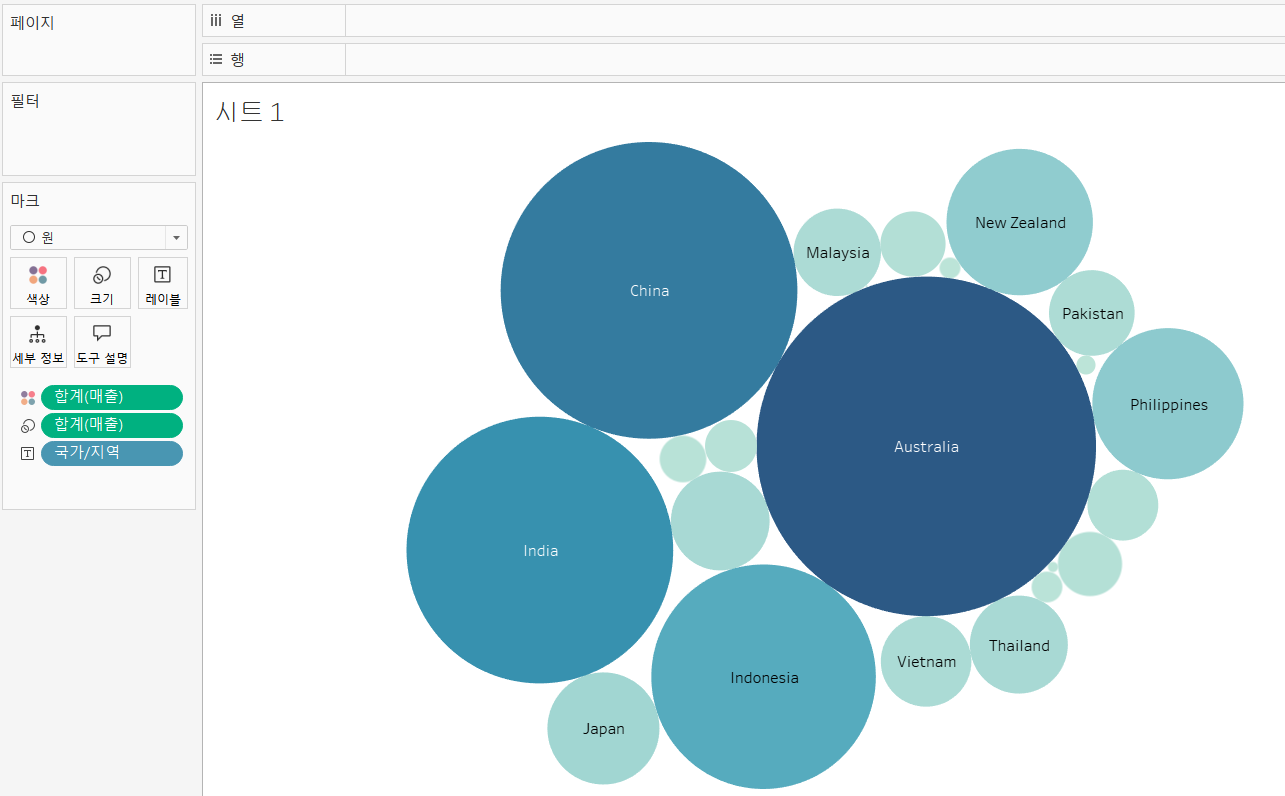 페이지
열
행
필터
시트 1
마크
원
색상
크기
레이블
세부 정보
도구 설명
합계(매출)
합계(매출)
국가/지역
China
Malaysia
New Zealand
Pakistan
Philippines
Australia
India
Indonesia
Vietnam
Thailand
Japan